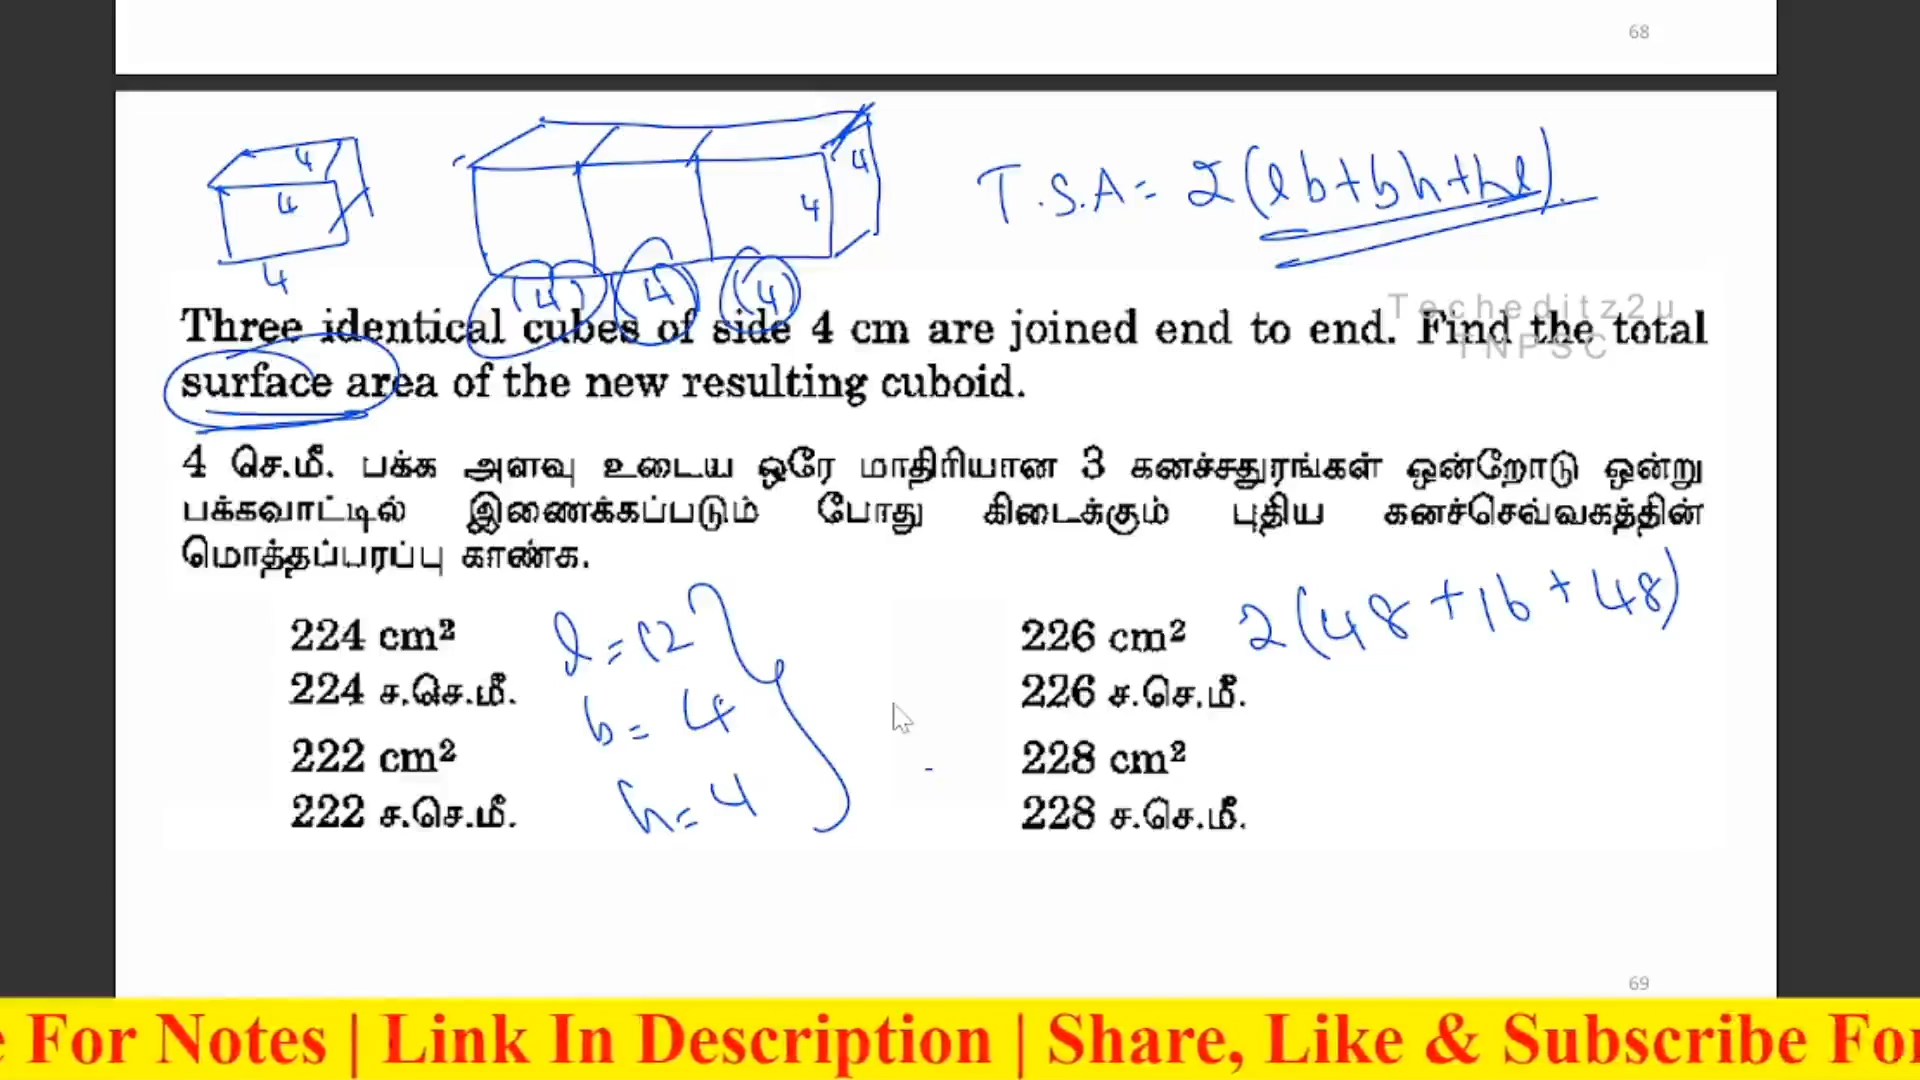 68
4
4
4
4
4
(4) (4) (4)
T.S.A = 2(lb+bh+hl).
Techeditz2u
TNPSC
Three identical cubes of side 4 cm are joined end to end. Find the total
surface area of the new resulting cuboid.
4 செ.மீ. பக்க அளவு உடைய ஒரே மாதிரியான 3 கனச்சதுரங்கள் ஒன்றோடு ஒன்று
பக்கவாட்டில் இணைக்கப்படும் போது கிடைக்கும் புதிய கனச்செவ்வகத்தின்
மொத்தப்பரப்பு காண்க.
224 cm²
224 ச.செ.மீ.
222 cm²
222 ச.செ.மீ.
l = 12
b = 4
h = 4
226 cm²
226 ச.செ.மீ.
228 cm²
228 ச.செ.மீ.
2(48+16+48)
69
e For Notes | Link In Description | Share, Like & Subscribe For